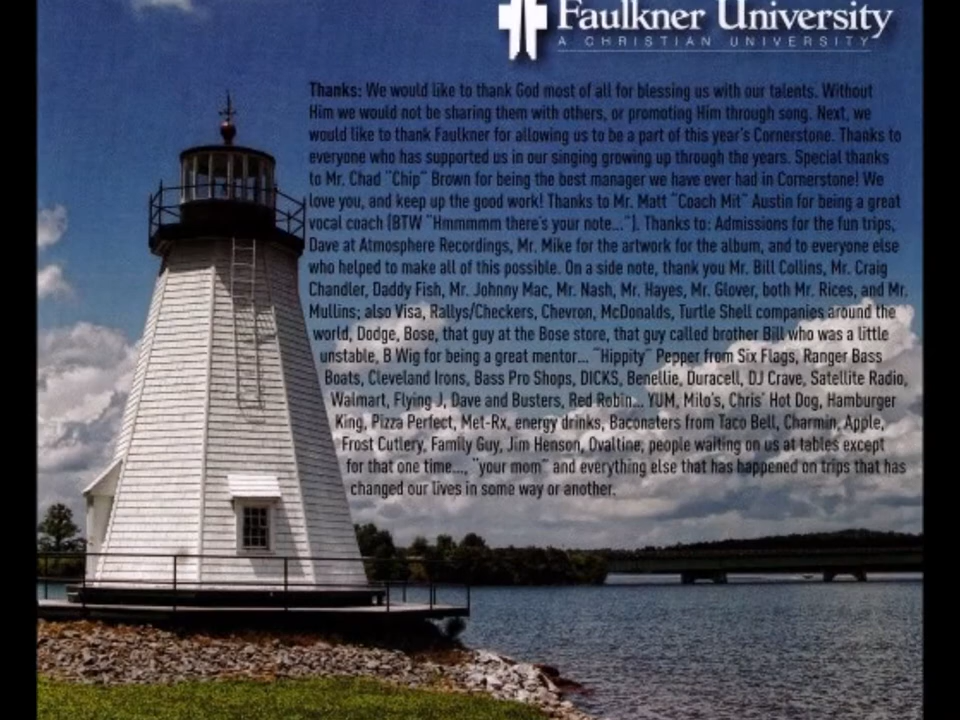 Faulkner University
A CHRISTIAN UNIVERSITY
Thanks: We would like to thank God most of all for blessing us with our talents. Without
Him we would not be sharing them with others, or promoting Him through song. Next, we
would like to thank Faulkner for allowing us to be a part of this year's Cornerstone. Thanks to
everyone who has supported us in our singing growing up through the years. Special thanks
to Mr. Chad "Chip" Brown for being the best manager we have ever had in Cornerstone! We
love you, and keep up the good work! Thanks to Mr. Matt "Coach Mit" Austin for being a great
vocal coach (BTW "Hmmmmm there's your note..."). Thanks to: Admissions for the fun trips,
Dave at Atmosphere Recordings, Mr. Mike for the artwork for the album, and to everyone else
who helped to make all of this possible. On a side note, thank you Mr. Bill Collins, Mr. Craig
Chandler, Daddy Fish, Mr. Johnny Mac, Mr. Nash, Mr. Hayes, Mr. Glover, both Mr. Rices, and Mr.
Mullins; also Visa, Rallys/Checkers, Chevron, McDonalds, Turtle Shell companies around the
world, Dodge, Bose, that guy at the Bose store, that guy called brother Bill who was a little
unstable, B Wig for being a great mentor... "Hippity" Pepper from Six Flags, Ranger Bass
Boats, Cleveland Irons, Bass Pro Shops, DICKS, Benellie, Duracell, DJ Crave, Satellite Radio,
Walmart, Flying J, Dave and Busters, Red Robin... YUM, Milo's, Chris' Hot Dog, Hamburger
King, Pizza Perfect, Met-Rx, energy drinks, Baconaters from Taco Bell, Charmin, Apple,
Frost Cutlery, Family Guy, Jim Henson, Ovaltine, people waiting on us at tables except
for that one time..., "your mom" and everything else that has happened on trips that has
changed our lives in some way or another.